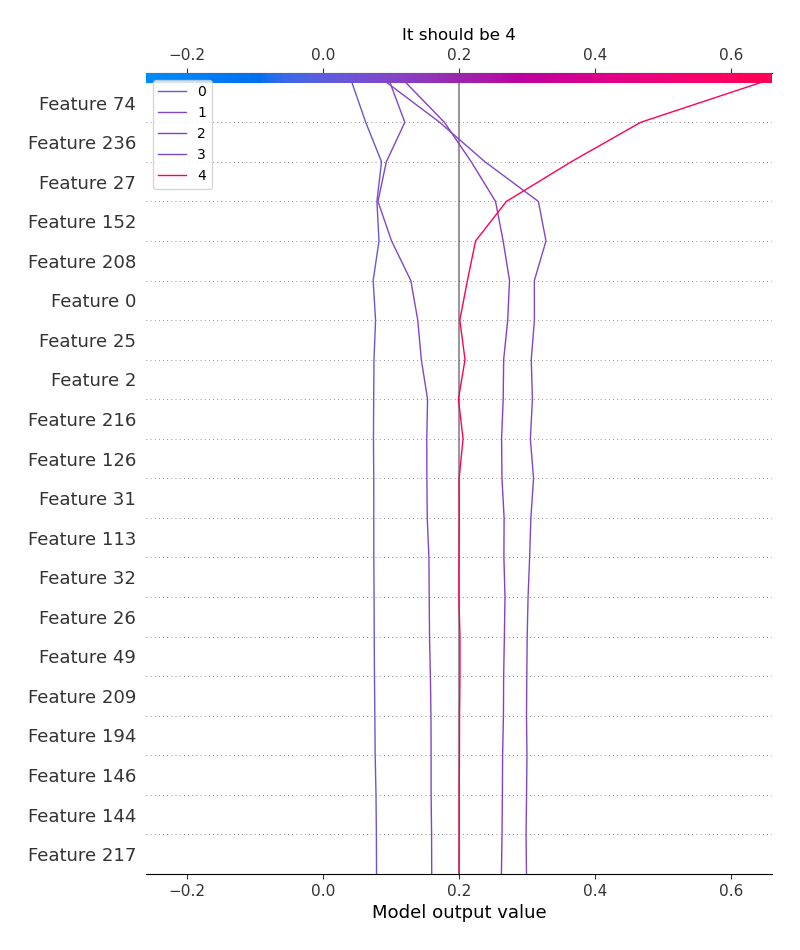 It should be 4
−0.2 0.0 0.2 0.4 0.6
0
1
2
3
4
Feature 74
Feature 236
Feature 27
Feature 152
Feature 208
Feature 0
Feature 25
Feature 2
Feature 216
Feature 126
Feature 31
Feature 113
Feature 32
Feature 26
Feature 49
Feature 209
Feature 194
Feature 146
Feature 144
Feature 217
−0.2 0.0 0.2 0.4 0.6
Model output value